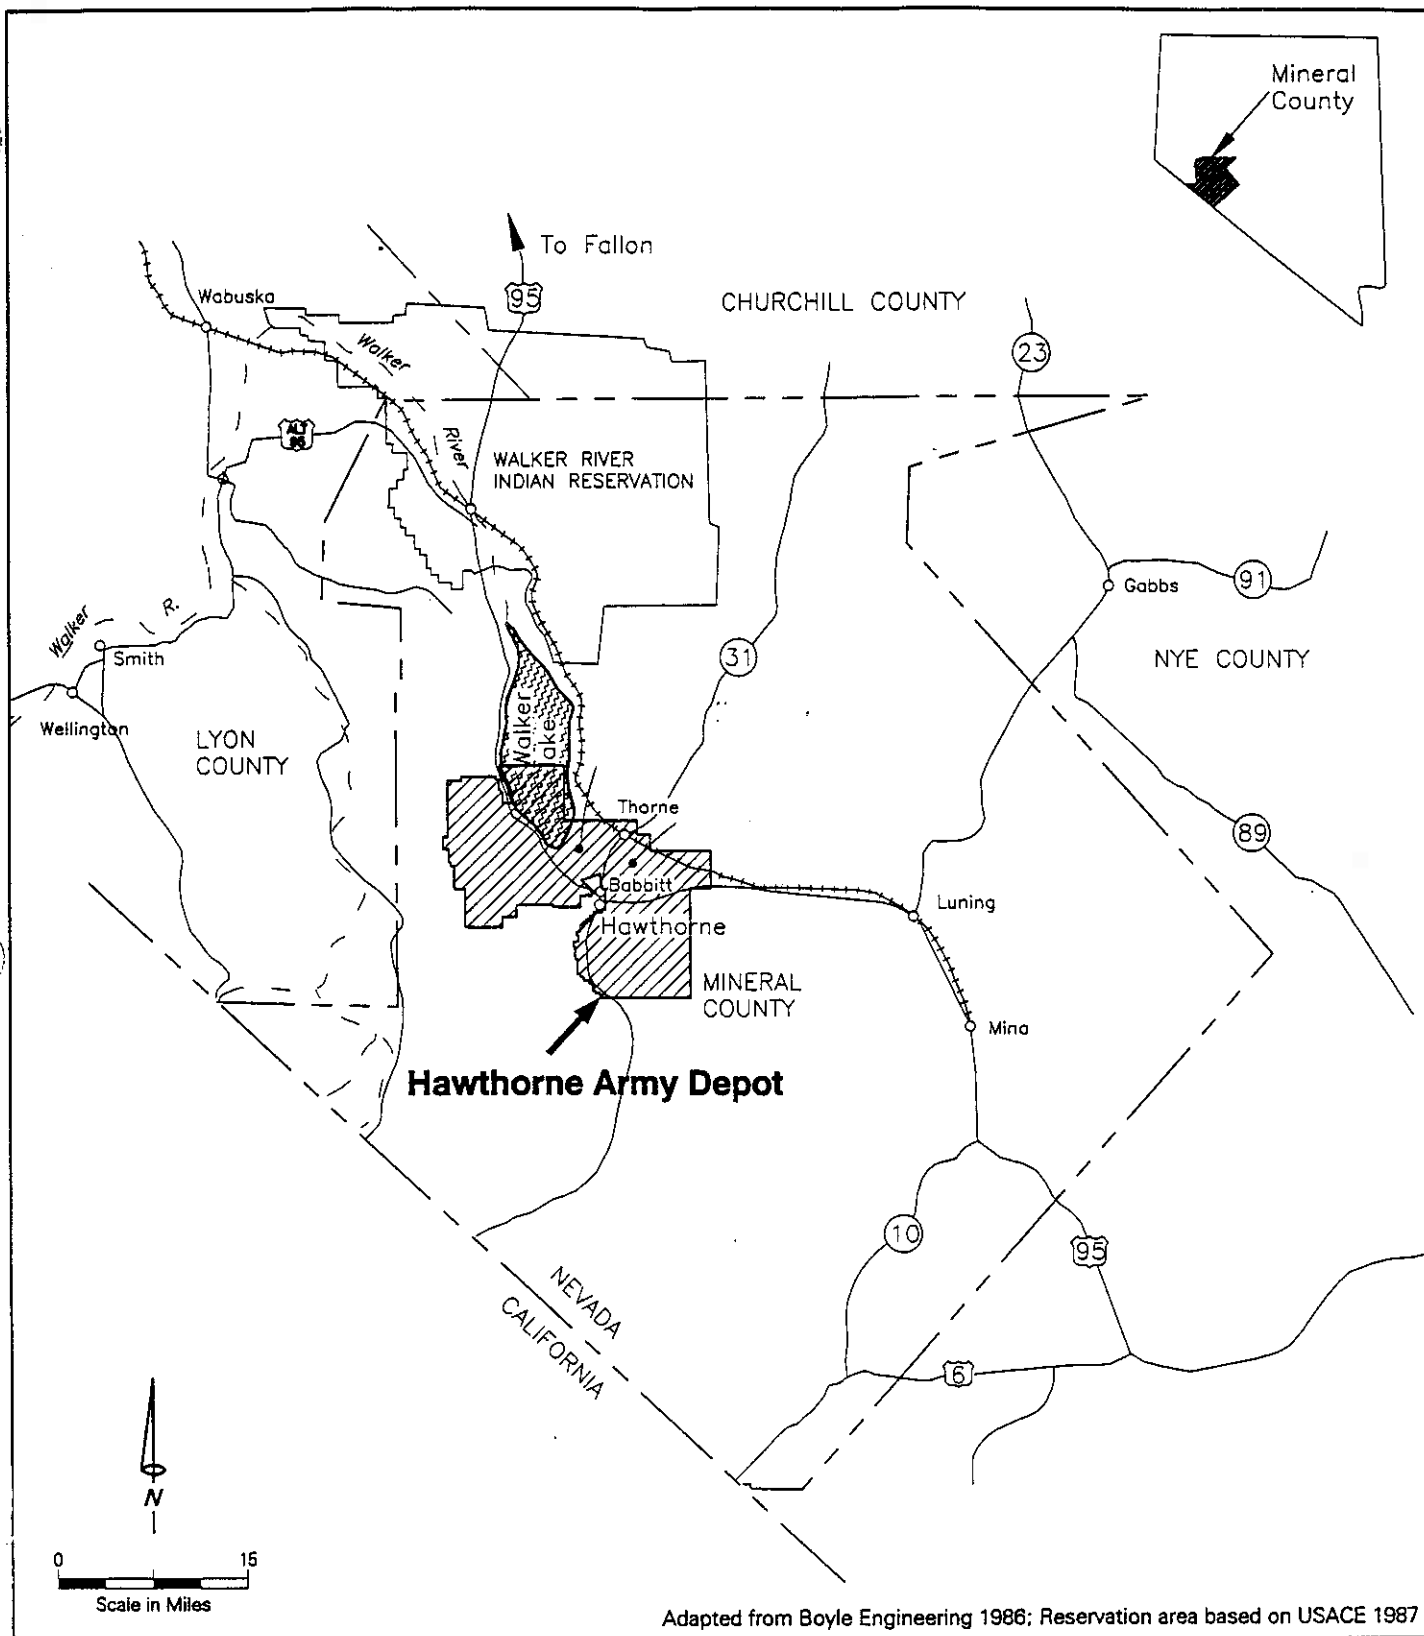 Mineral
County
To Fallon
Wabuska
95
CHURCHILL COUNTY
23
Walker
River
ALT
95
WALKER RIVER
INDIAN RESERVATION
91
Gabbs
Walker
R.
Smith
31
NYE COUNTY
Wellington
LYON
COUNTY
Walker
Lake
Thorne
89
Babbitt
Luning
Hawthorne
MINERAL
COUNTY
Mina
Hawthorne Army Depot
10
95
NEVADA
CALIFORNIA
6
N
0 15
Scale in Miles
Adapted from Boyle Engineering 1986; Reservation area based on USACE 1987